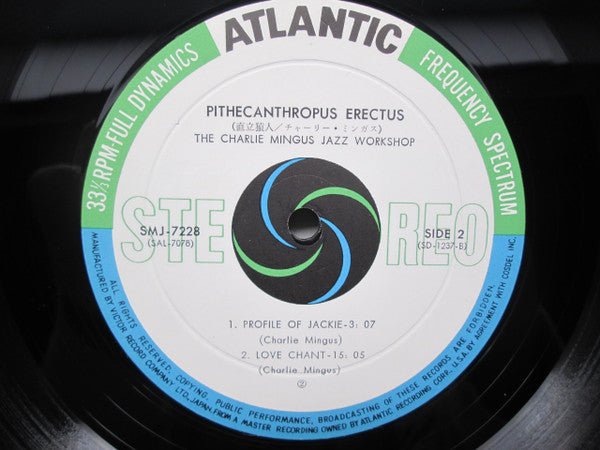 ATLANTIC
33⅓ RPM-FULL DYNAMICS
FREQUENCY SPECTRUM
PITHECANTHROPUS ERECTUS
(直立猿人/チャーリー・ミンガス)
THE CHARLIE MINGUS JAZZ WORKSHOP
STEREO
SMJ-7228
(SAL-7078)
SIDE 2
(SD-1237-B)
1. PROFILE OF JACKIE-3: 07
(Charlie Mingus)
2. LOVE CHANT-15: 05
(Charlie Mingus)
②
MANUFACTURED BY VICTOR RECORD COMPANY, LTD., JAPAN, FROM A MASTER RECORDING OWNED BY ATLANTIC RECORDING CORP. U.S.A. BY AGREEMENT WITH COSDEL INC.
ALL RIGHTS RESERVED, COPYING, PUBLIC PERFORMANCE, BROADCASTING OF THESE RECORDS ARE FORBIDDEN.